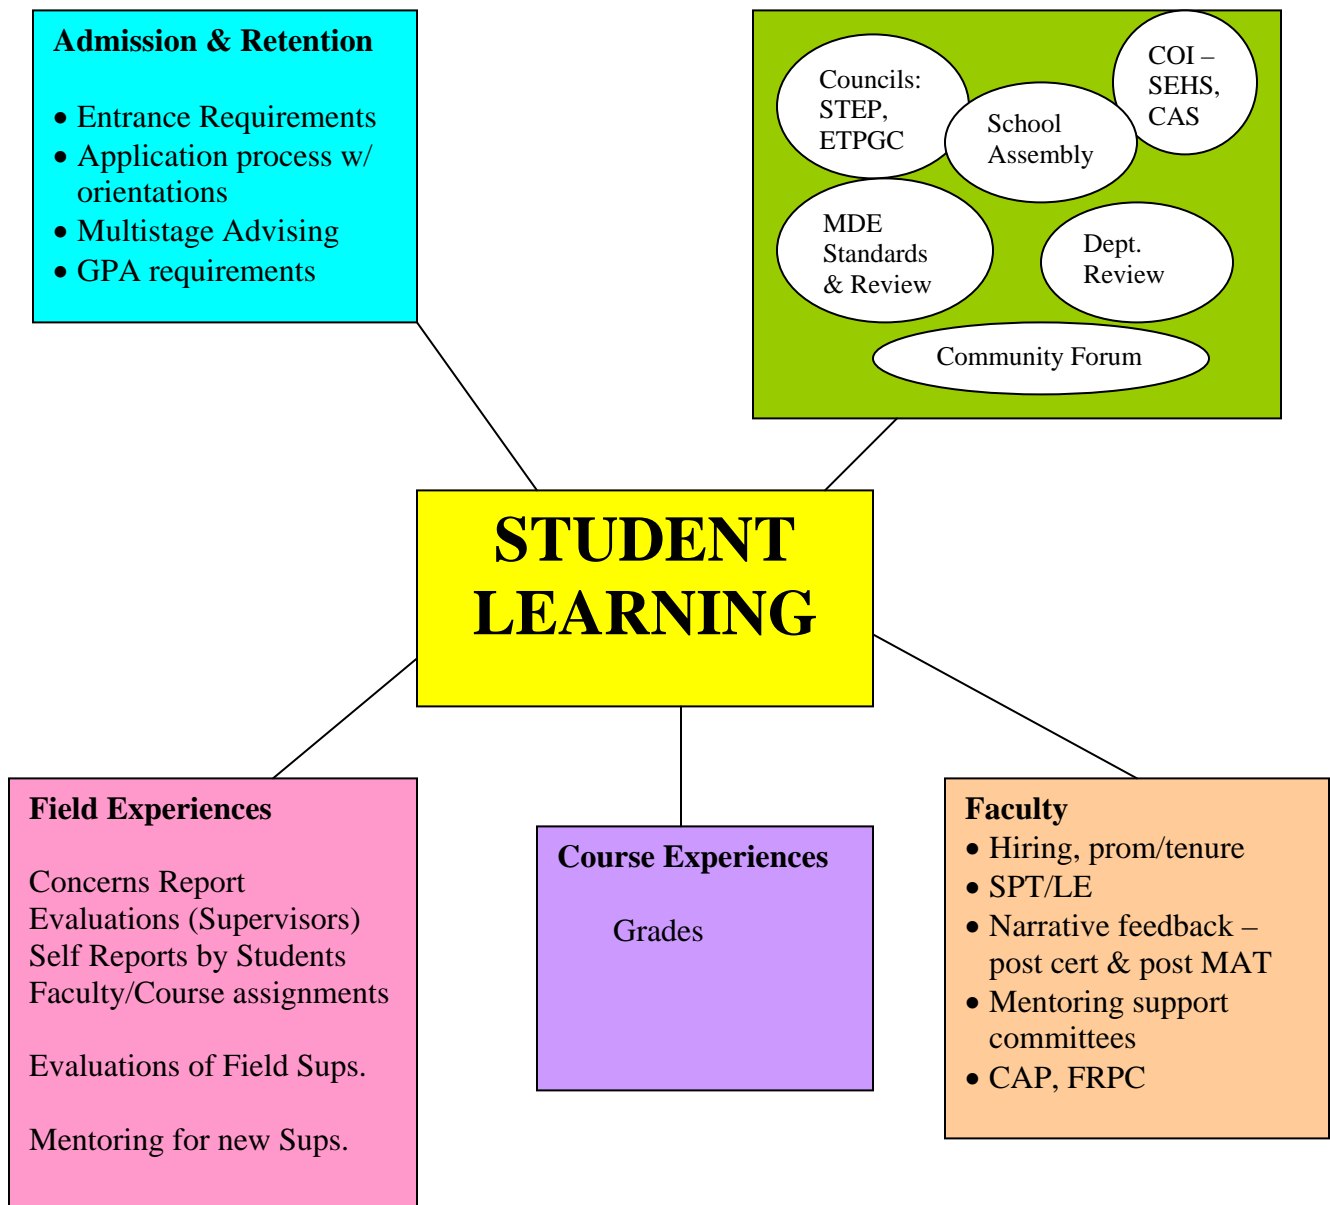 Admission & Retention
• Entrance Requirements
• Application process w/
orientations
• Multistage Advising
• GPA requirements
Councils:
STEP,
ETPGC
School
Assembly
COI –
SEHS,
CAS
MDE
Standards
& Review
Dept.
Review
Community Forum
STUDENT
LEARNING
Field Experiences
Concerns Report
Evaluations (Supervisors)
Self Reports by Students
Faculty/Course assignments
Evaluations of Field Sups.
Mentoring for new Sups.
Course Experiences
Grades
Faculty
• Hiring, prom/tenure
• SPT/LE
• Narrative feedback –
post cert & post MAT
• Mentoring support
committees
• CAP, FRPC